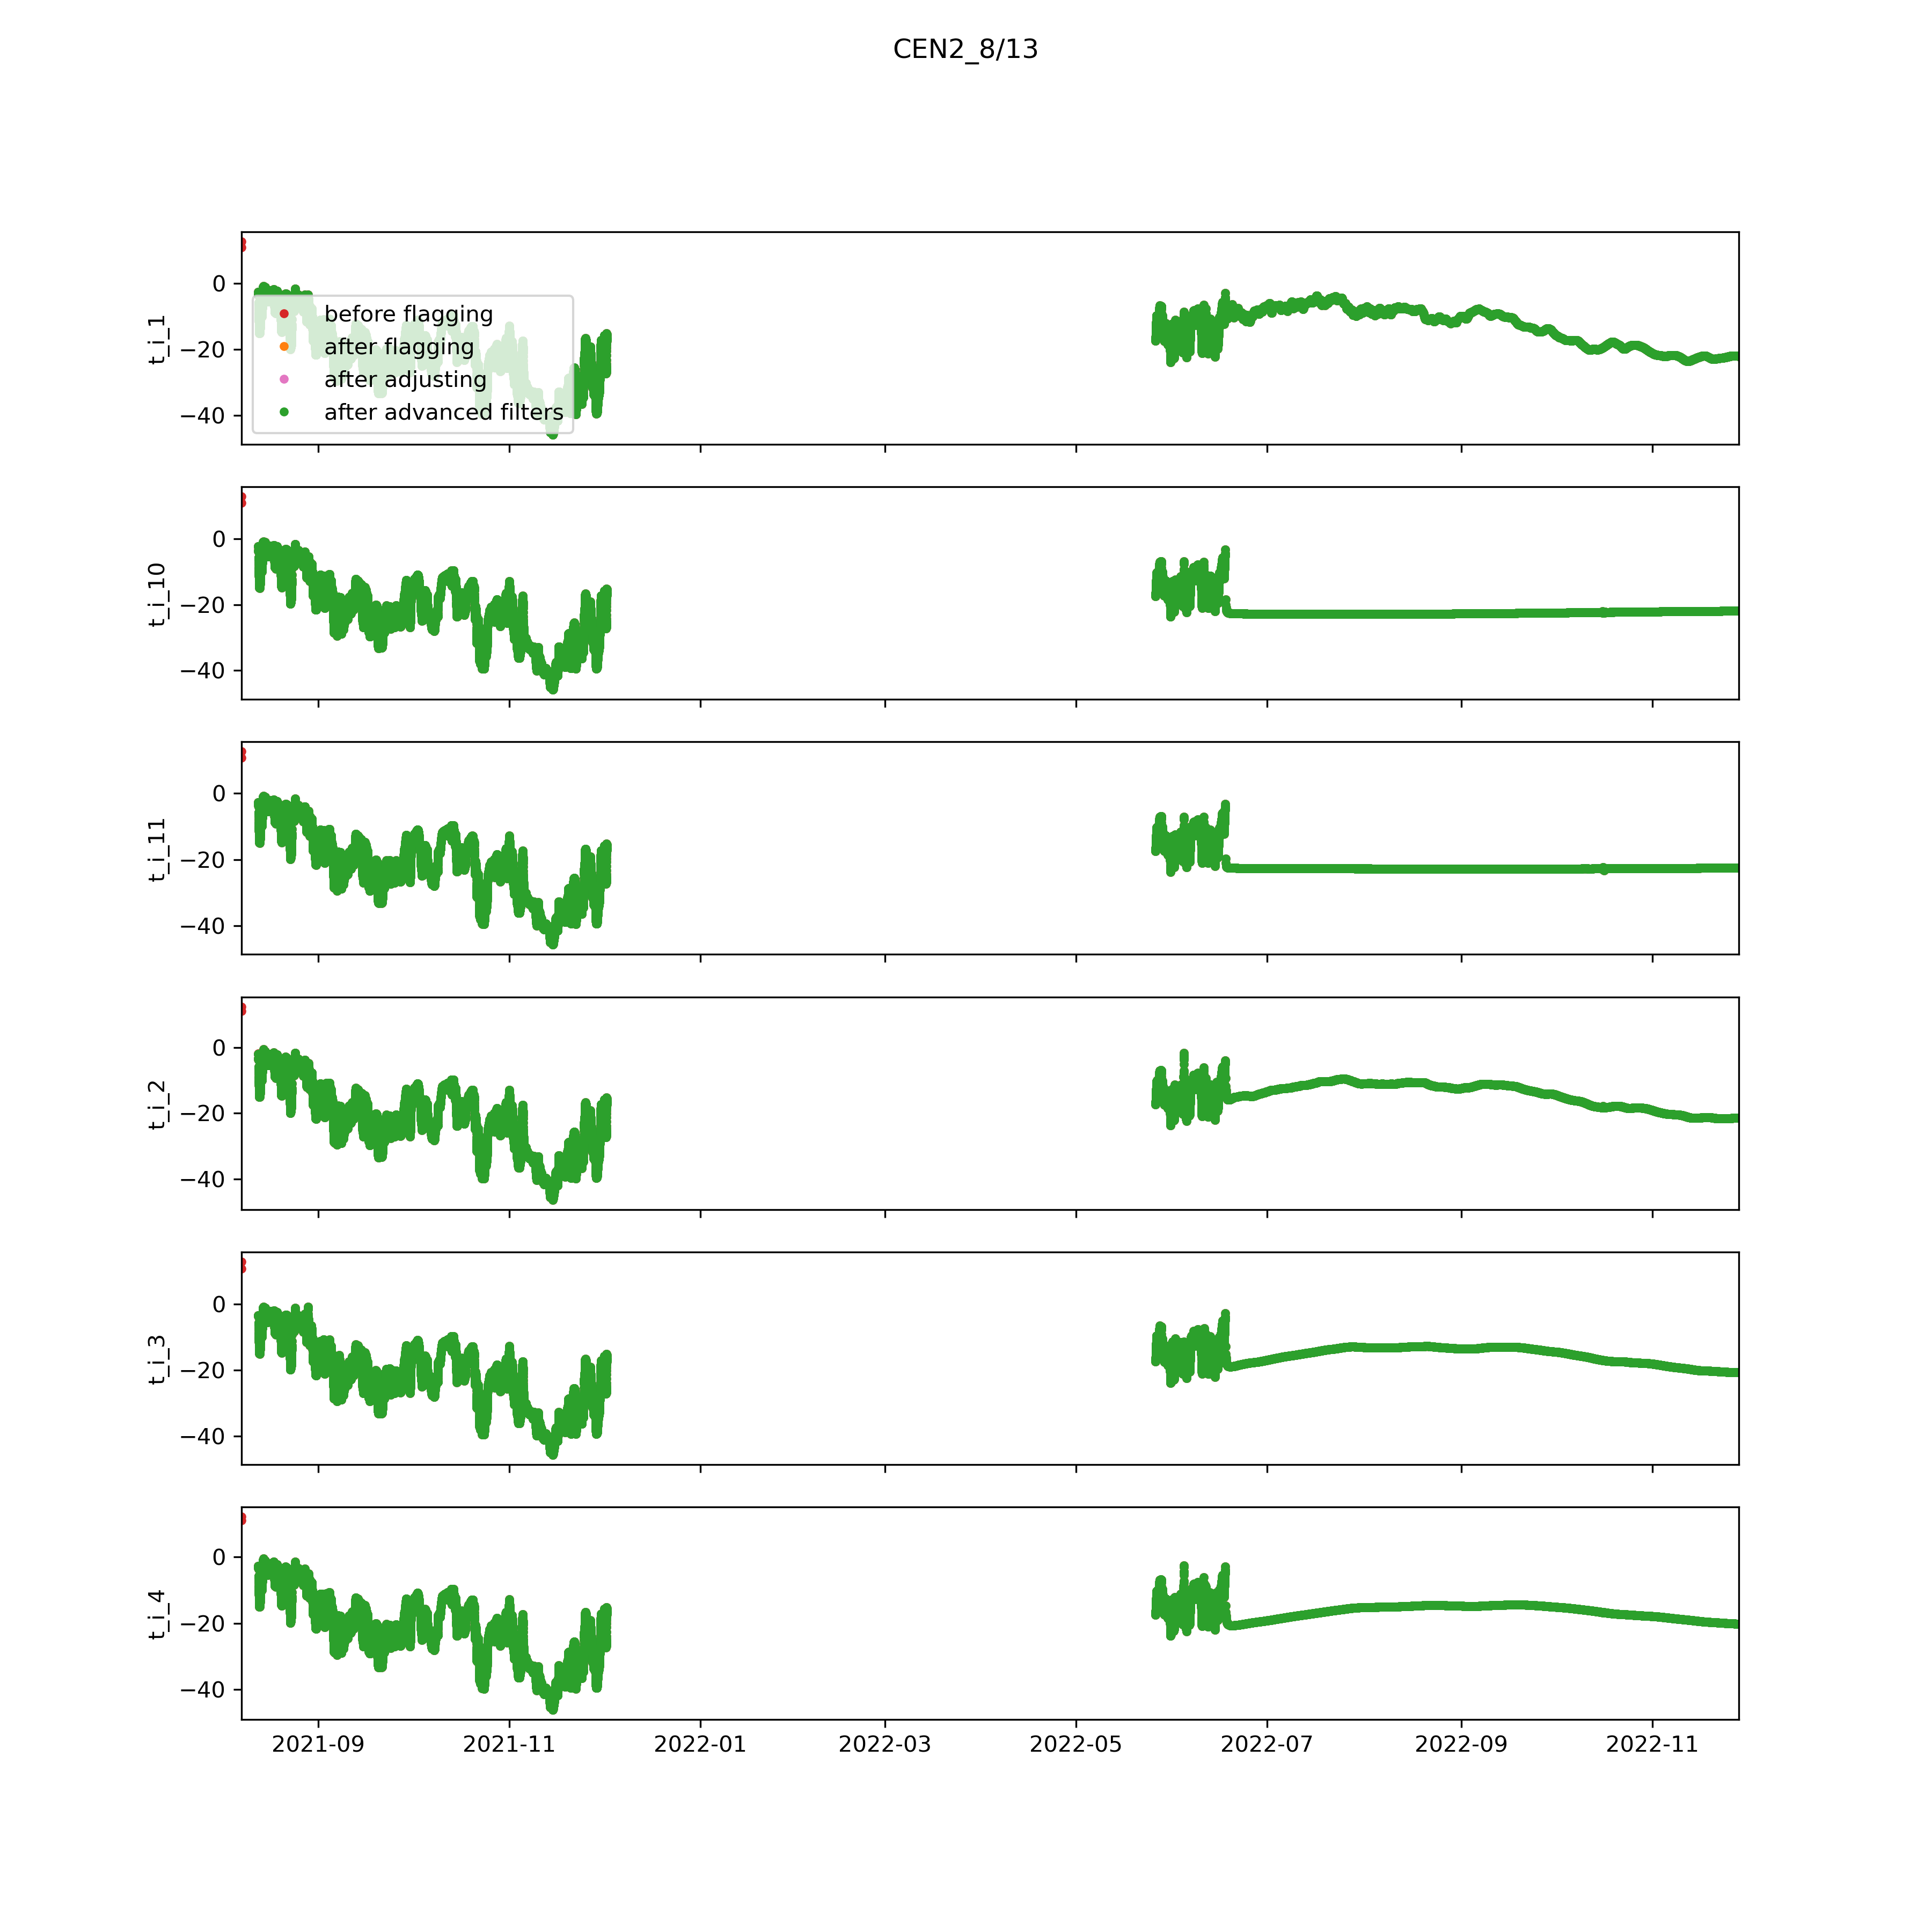 CEN2_8/13
t_i_1
0
−20
−40
before flagging
after flagging
after adjusting
after advanced filters
t_i_10
0
−20
−40
t_i_11
0
−20
−40
t_i_2
0
−20
−40
t_i_3
0
−20
−40
t_i_4
0
−20
−40
2021-09 2021-11 2022-01 2022-03 2022-05 2022-07 2022-09 2022-11